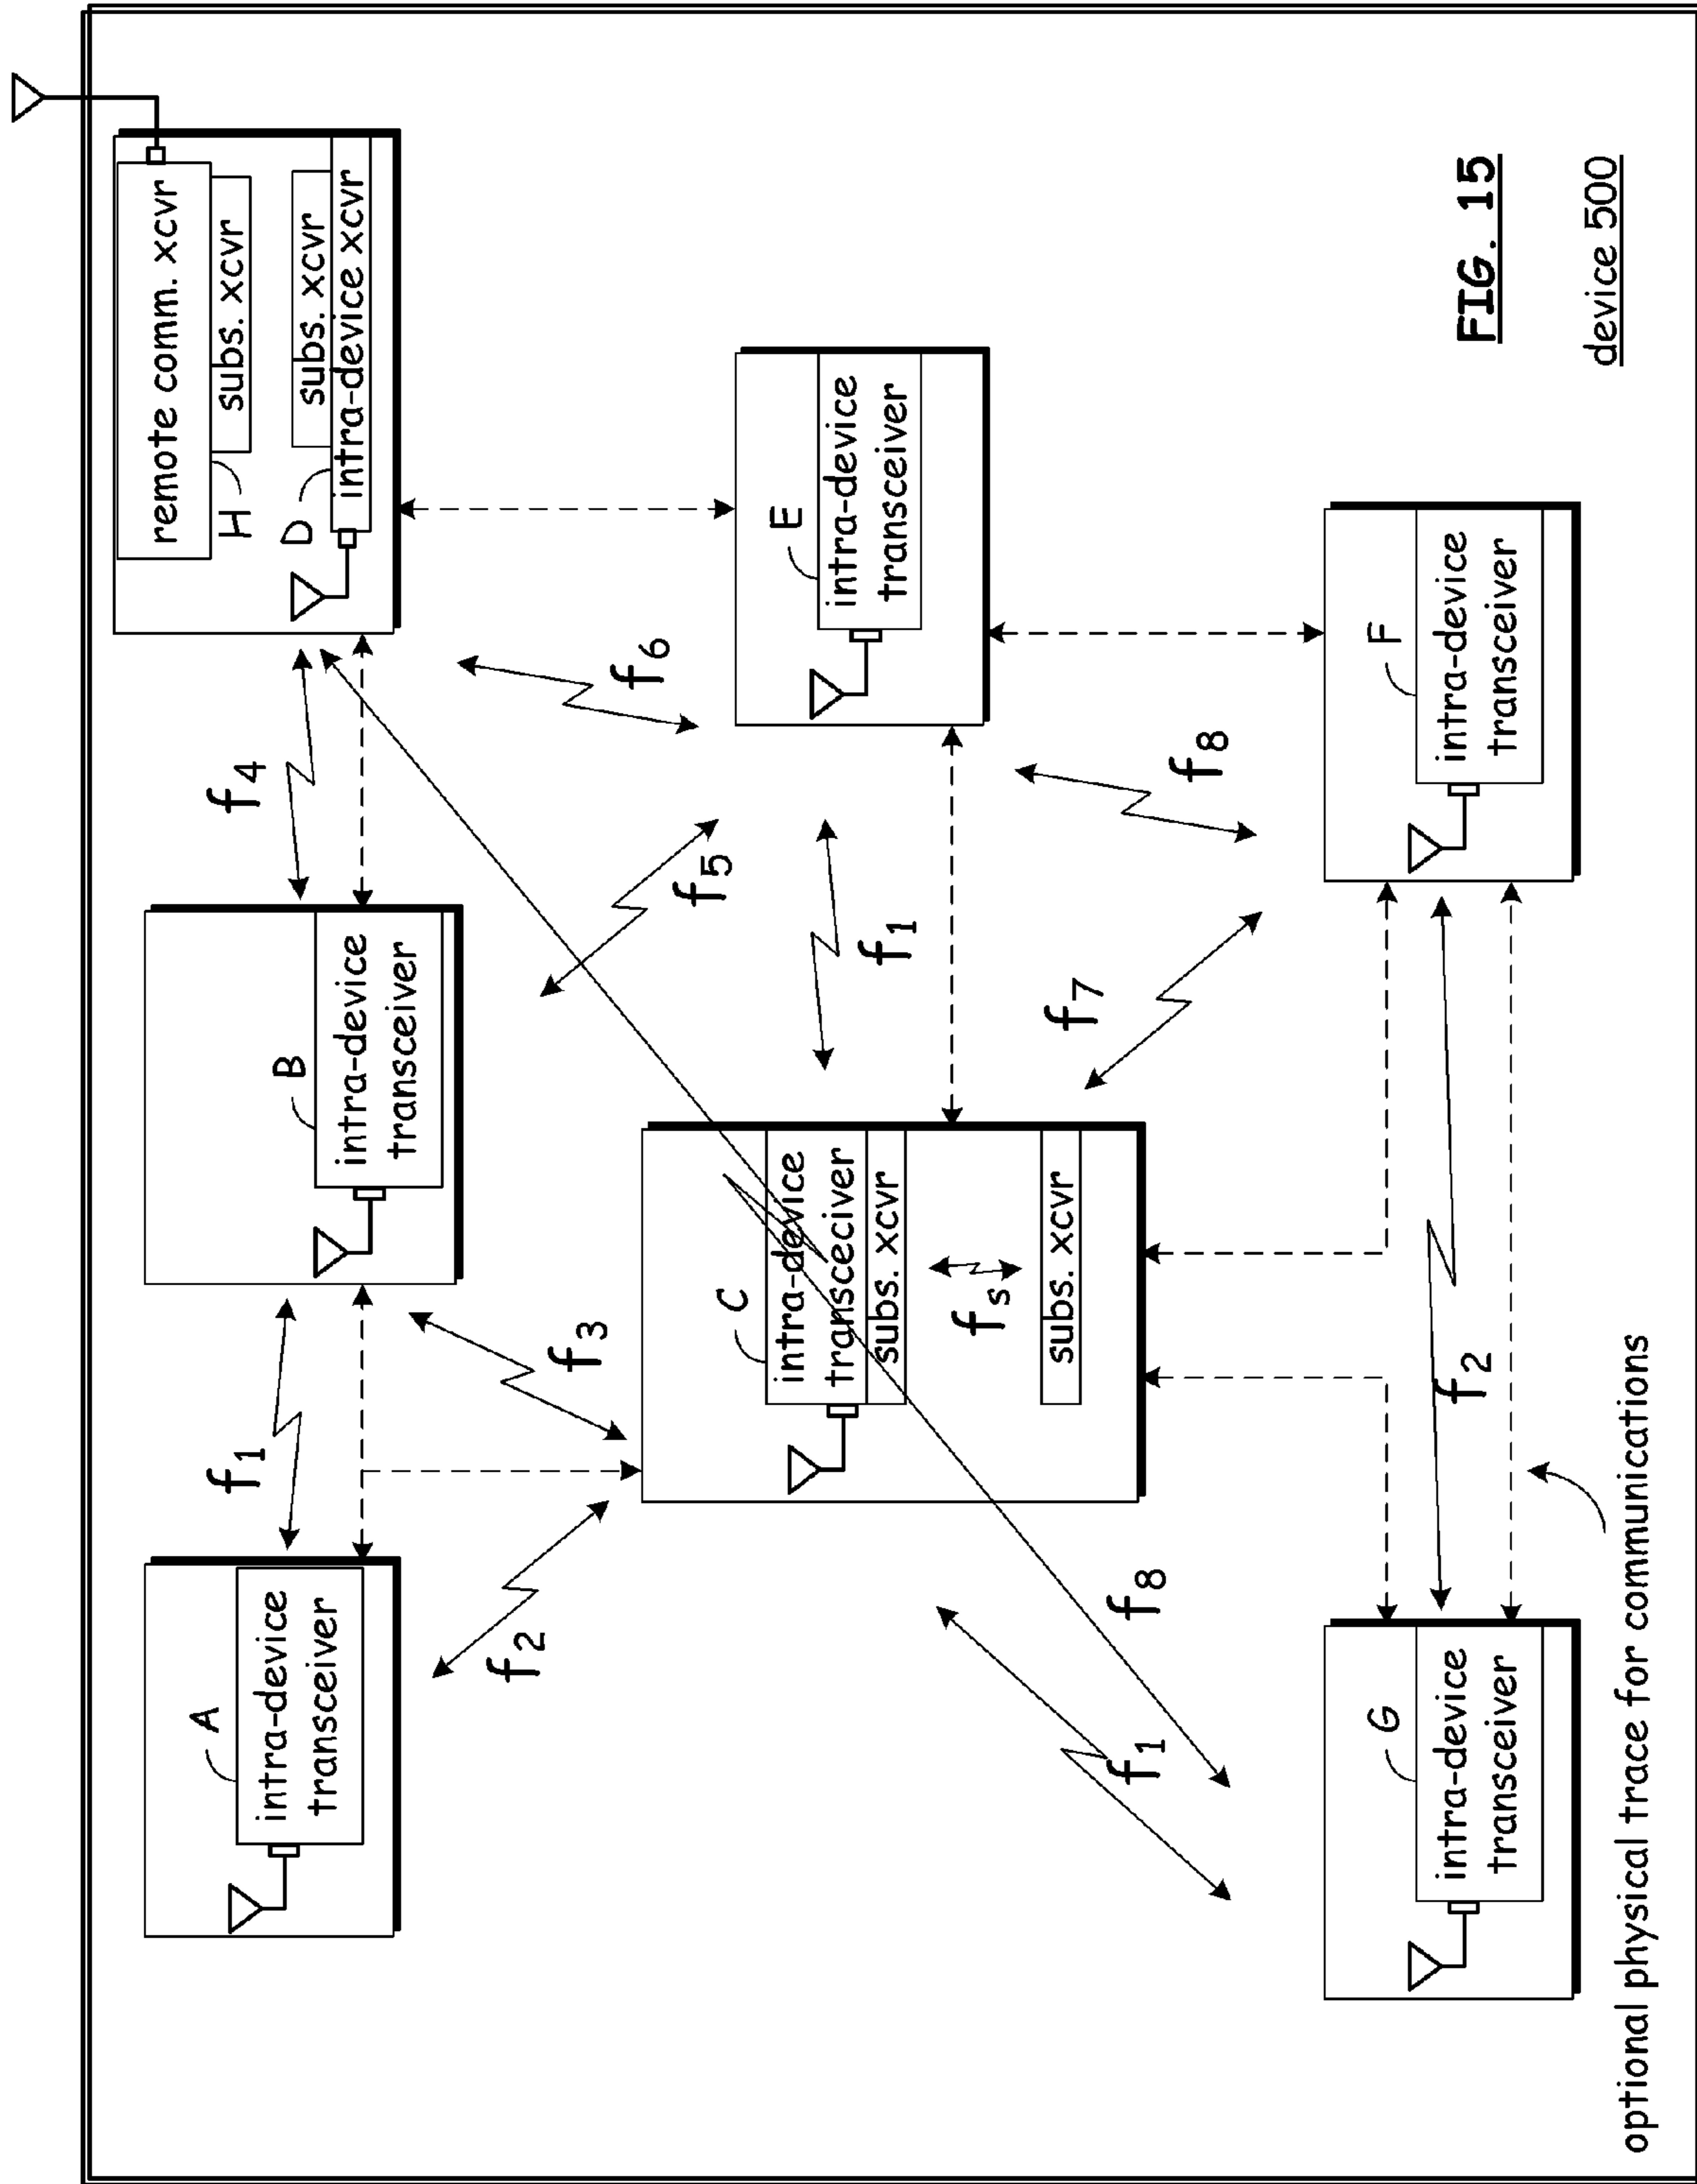 A
intra-device
transceiver
f1
B
intra-device
transceiver
f4
remote comm. xcvr
H
subs. xcvr
D
subs. xcvr
intra-device xcvr
f2
f3
f5
f6
C
intra-device
transceciver
subs. xcvr
fs
subs. xcvr
f1
E
intra-device
transceiver
f1
f8
f7
f8
G
intra-device
transceiver
f2
F
intra-device
transceiver
optional physical trace for communications
FIG. 15
device 500